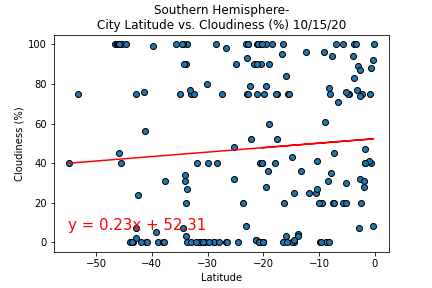 Southern Hemisphere-
City Latitude vs. Cloudiness (%) 10/15/20
100
80
60
40
20
0
Cloudiness (%)
y = 0.23x + 52.31
−50
−40
−30
−20
−10
0
Latitude